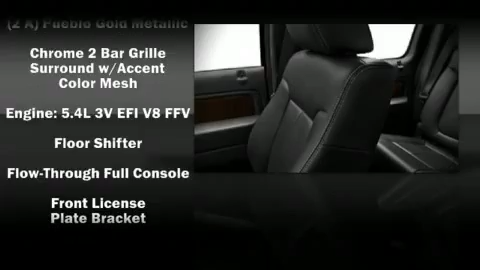 (2 A) Pueblo Gold Metallic
Chrome 2 Bar Grille
Surround w/Accent
Color Mesh
Engine: 5.4L 3V EFI V8 FFV
Floor Shifter
Flow-Through Full Console
Front License
Plate Bracket